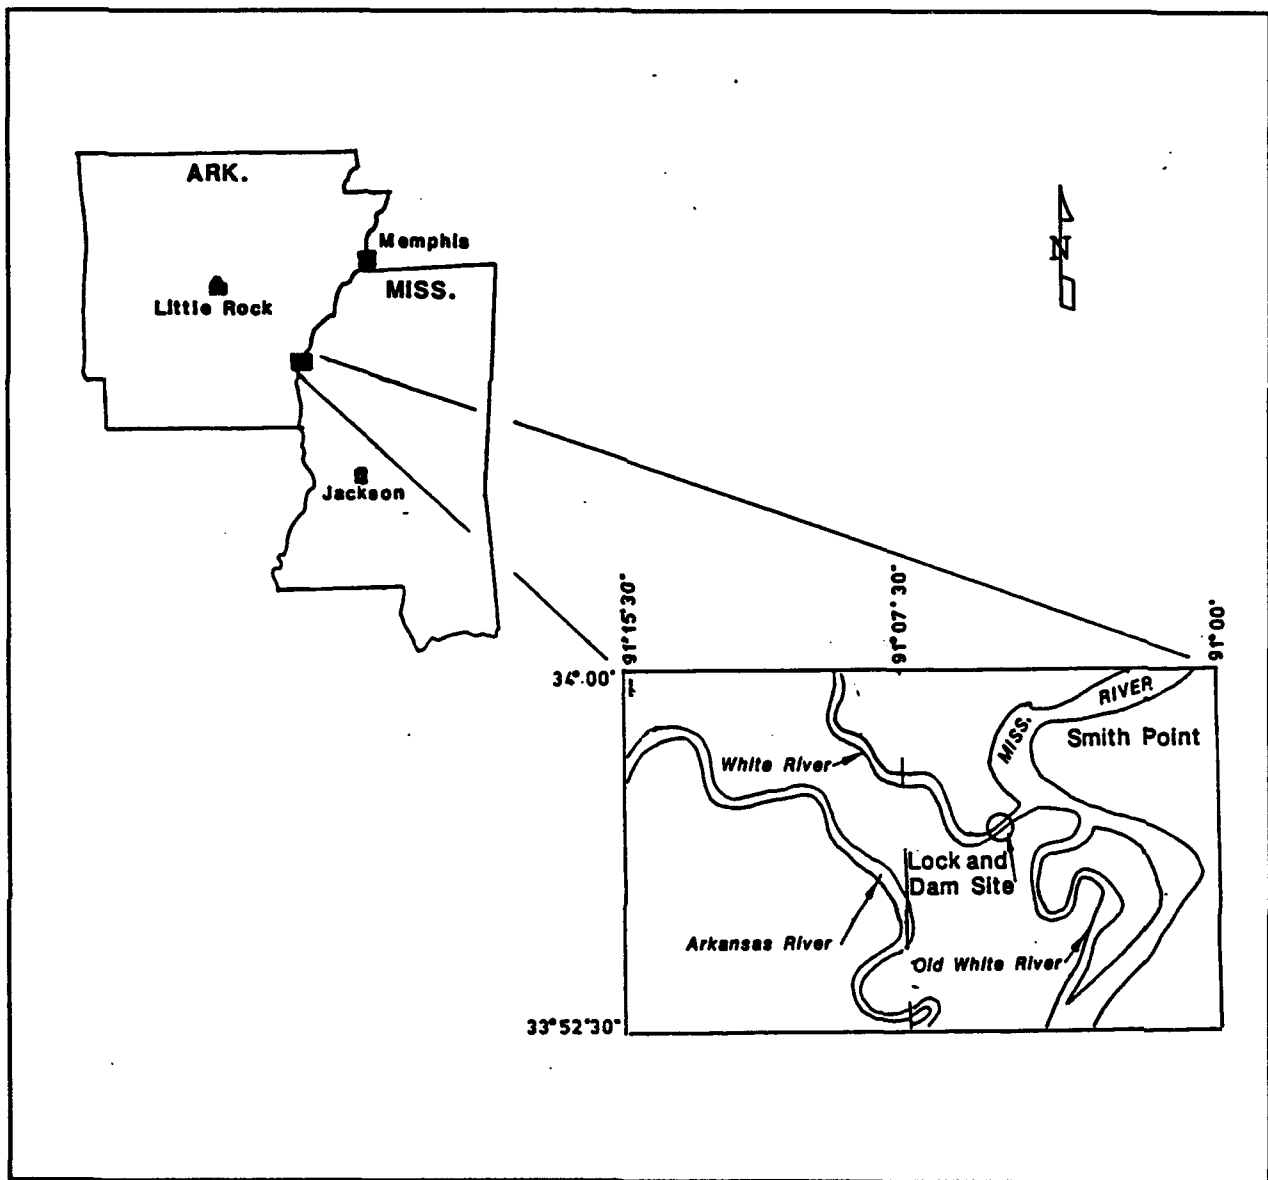 ARK.
Memphis
MISS.
Little Rock
Jackson
N
91°15'30"
91°07'30"
91°00'
34°00'
MISS. RIVER
Smith Point
White River
Lock and
Dam Site
Arkansas River
Old White River
33°52'30"